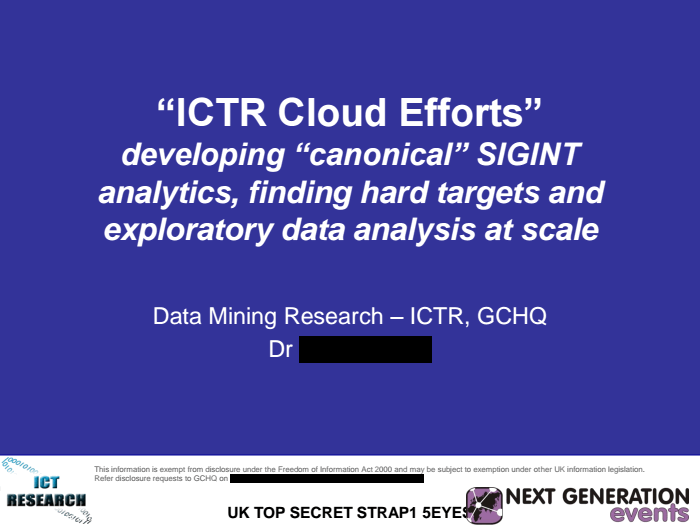 “ICTR Cloud Efforts”
developing “canonical” SIGINT
analytics, finding hard targets and
exploratory data analysis at scale
Data Mining Research – ICTR, GCHQ
Dr
This information is exempt from disclosure under the Freedom of Information Act 2000 and may be subject to exemption under other UK information legislation.
Refer disclosure requests to GCHQ on
ICT
RESEARCH
UK TOP SECRET STRAP1 5EYES
NEXT GENERATION
events